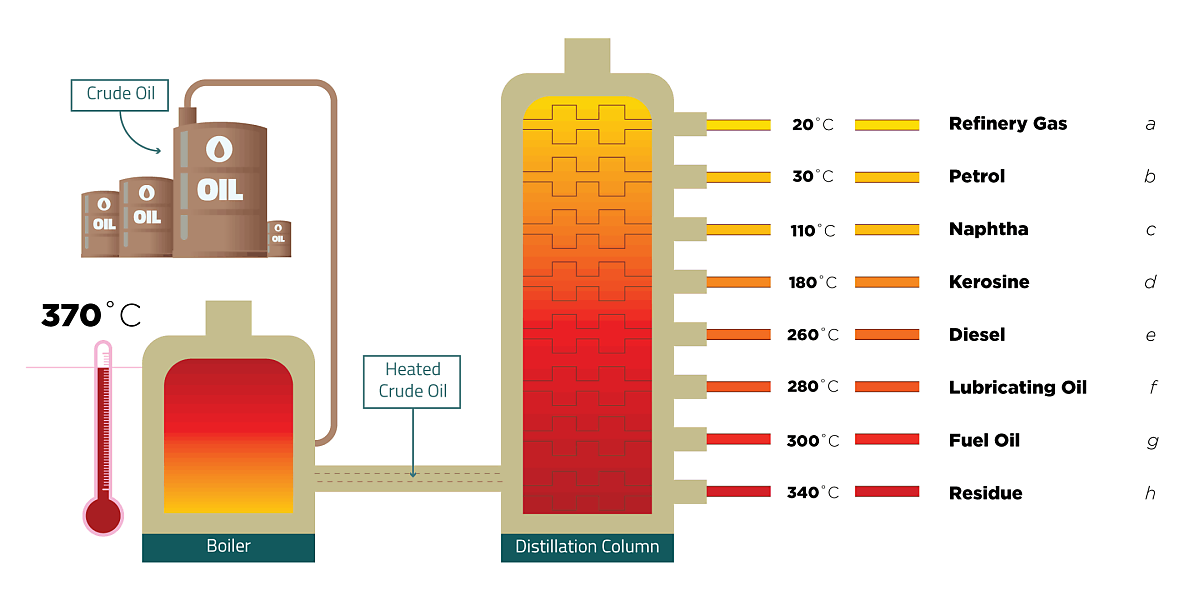 Crude Oil
OIL
OIL
OIL
OIL
370°C
Heated
Crude Oil
Boiler
Distillation Column
20°C Refinery Gas a
30°C Petrol b
110°C Naphtha c
180°C Kerosine d
260°C Diesel e
280°C Lubricating Oil f
300°C Fuel Oil g
340°C Residue h